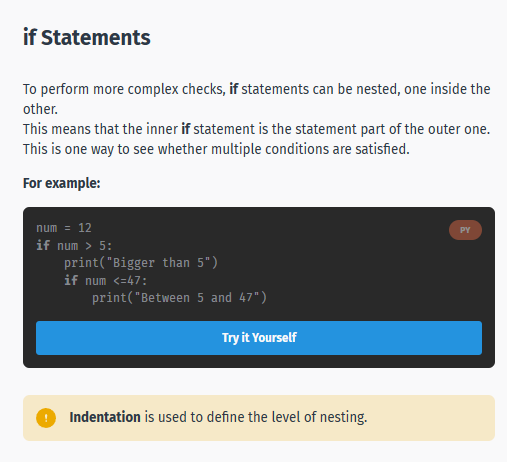 if Statements
To perform more complex checks, if statements can be nested, one inside the
other.
This means that the inner if statement is the statement part of the outer one.
This is one way to see whether multiple conditions are satisfied.
For example:
PY
num = 12
if num > 5:
    print("Bigger than 5")
    if num <=47:
        print("Between 5 and 47")
Try it Yourself
! Indentation is used to define the level of nesting.